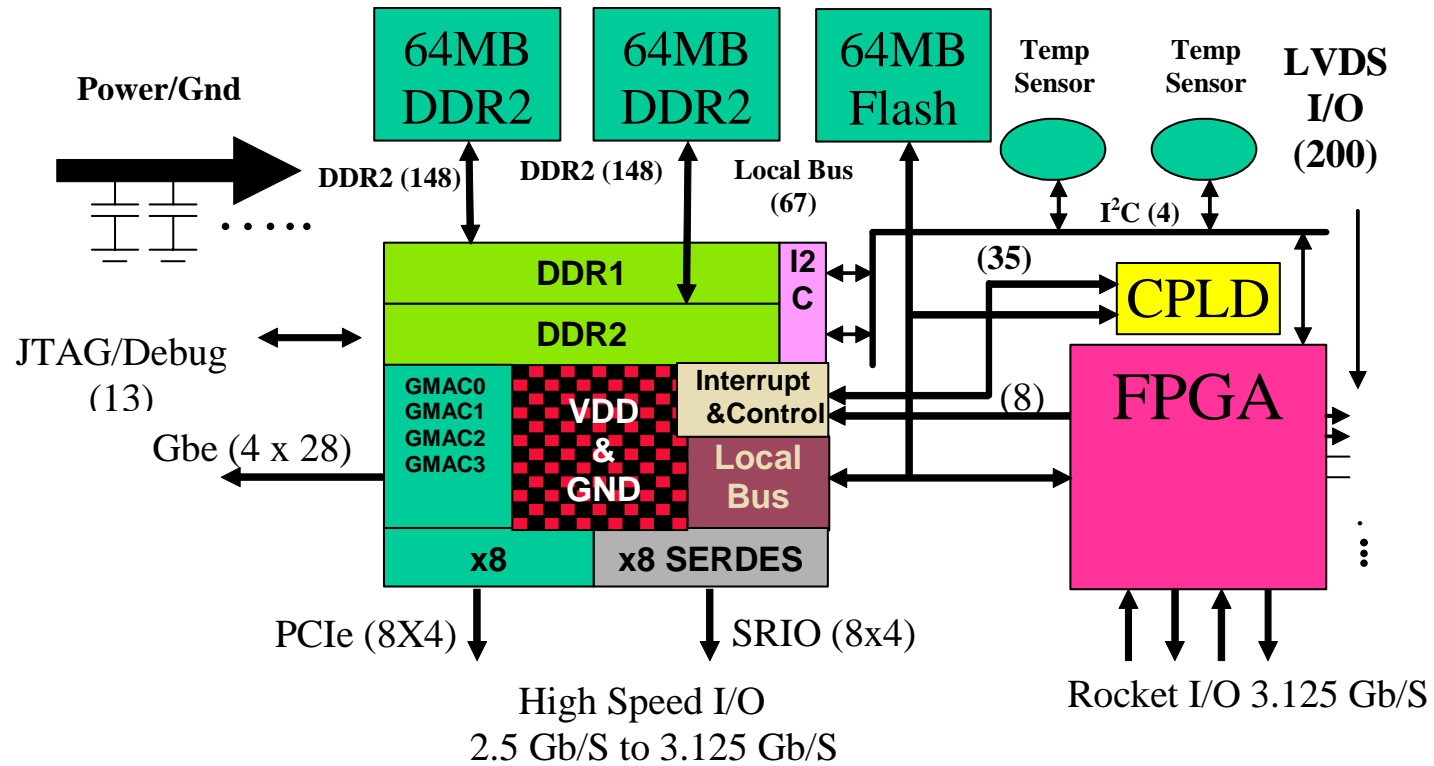 64MB
DDR2
64MB
DDR2
64MB
Flash
Temp
Sensor
Temp
Sensor
LVDS
I/O
(200)
Power/Gnd
DDR2 (148)
DDR2 (148)
Local Bus
(67)
I²C (4)
(35)
DDR1
I2
C
CPLD
DDR2
JTAG/Debug
(13)
GMAC0
GMAC1
GMAC2
GMAC3
VDD
&
GND
Interrupt
&Control
(8)
FPGA
Gbe (4 x 28)
Local
Bus
x8
x8 SERDES
PCIe (8X4)
SRIO (8x4)
Rocket I/O 3.125 Gb/S
High Speed I/O
2.5 Gb/S to 3.125 Gb/S